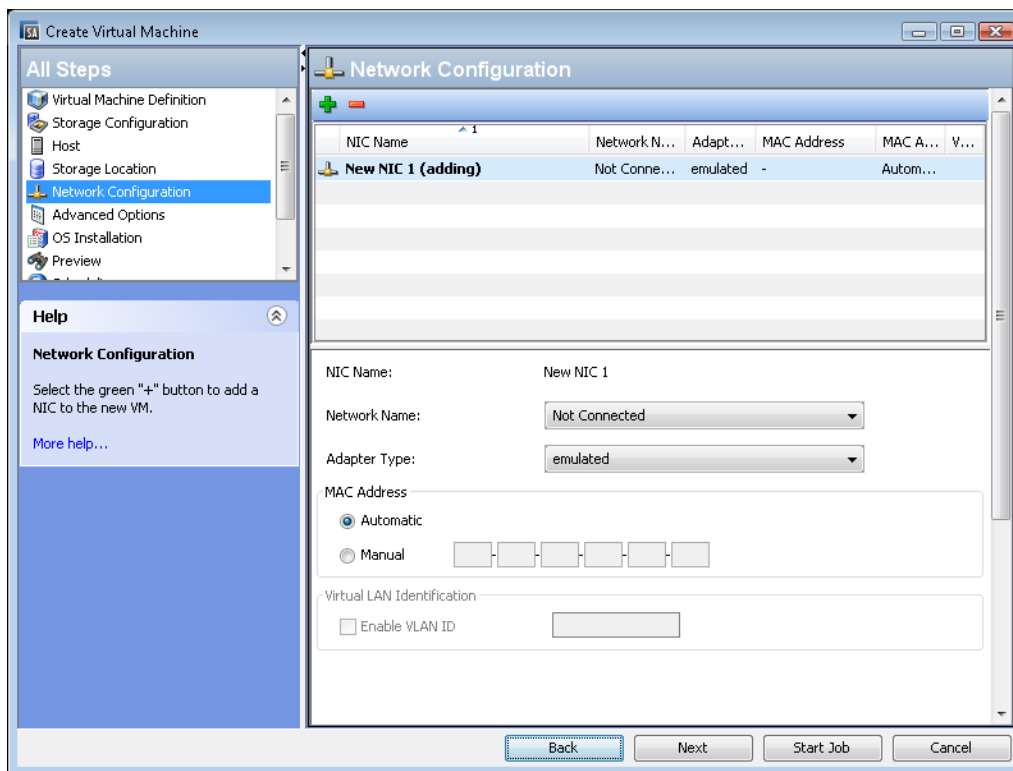 SA Create Virtual Machine
All Steps
Virtual Machine Definition
Storage Configuration
Host
Storage Location
Network Configuration
Advanced Options
OS Installation
Preview
Help
Network Configuration
Select the green "+" button to add a
NIC to the new VM.
More help...
Network Configuration
NIC Name 1 Network N... Adapt... MAC Address MAC A... V...
New NIC 1 (adding) Not Conne... emulated - Autom...
NIC Name: New NIC 1
Network Name: Not Connected
Adapter Type: emulated
MAC Address
Automatic
Manual - - - - -
Virtual LAN Identification
Enable VLAN ID
Back Next Start Job Cancel